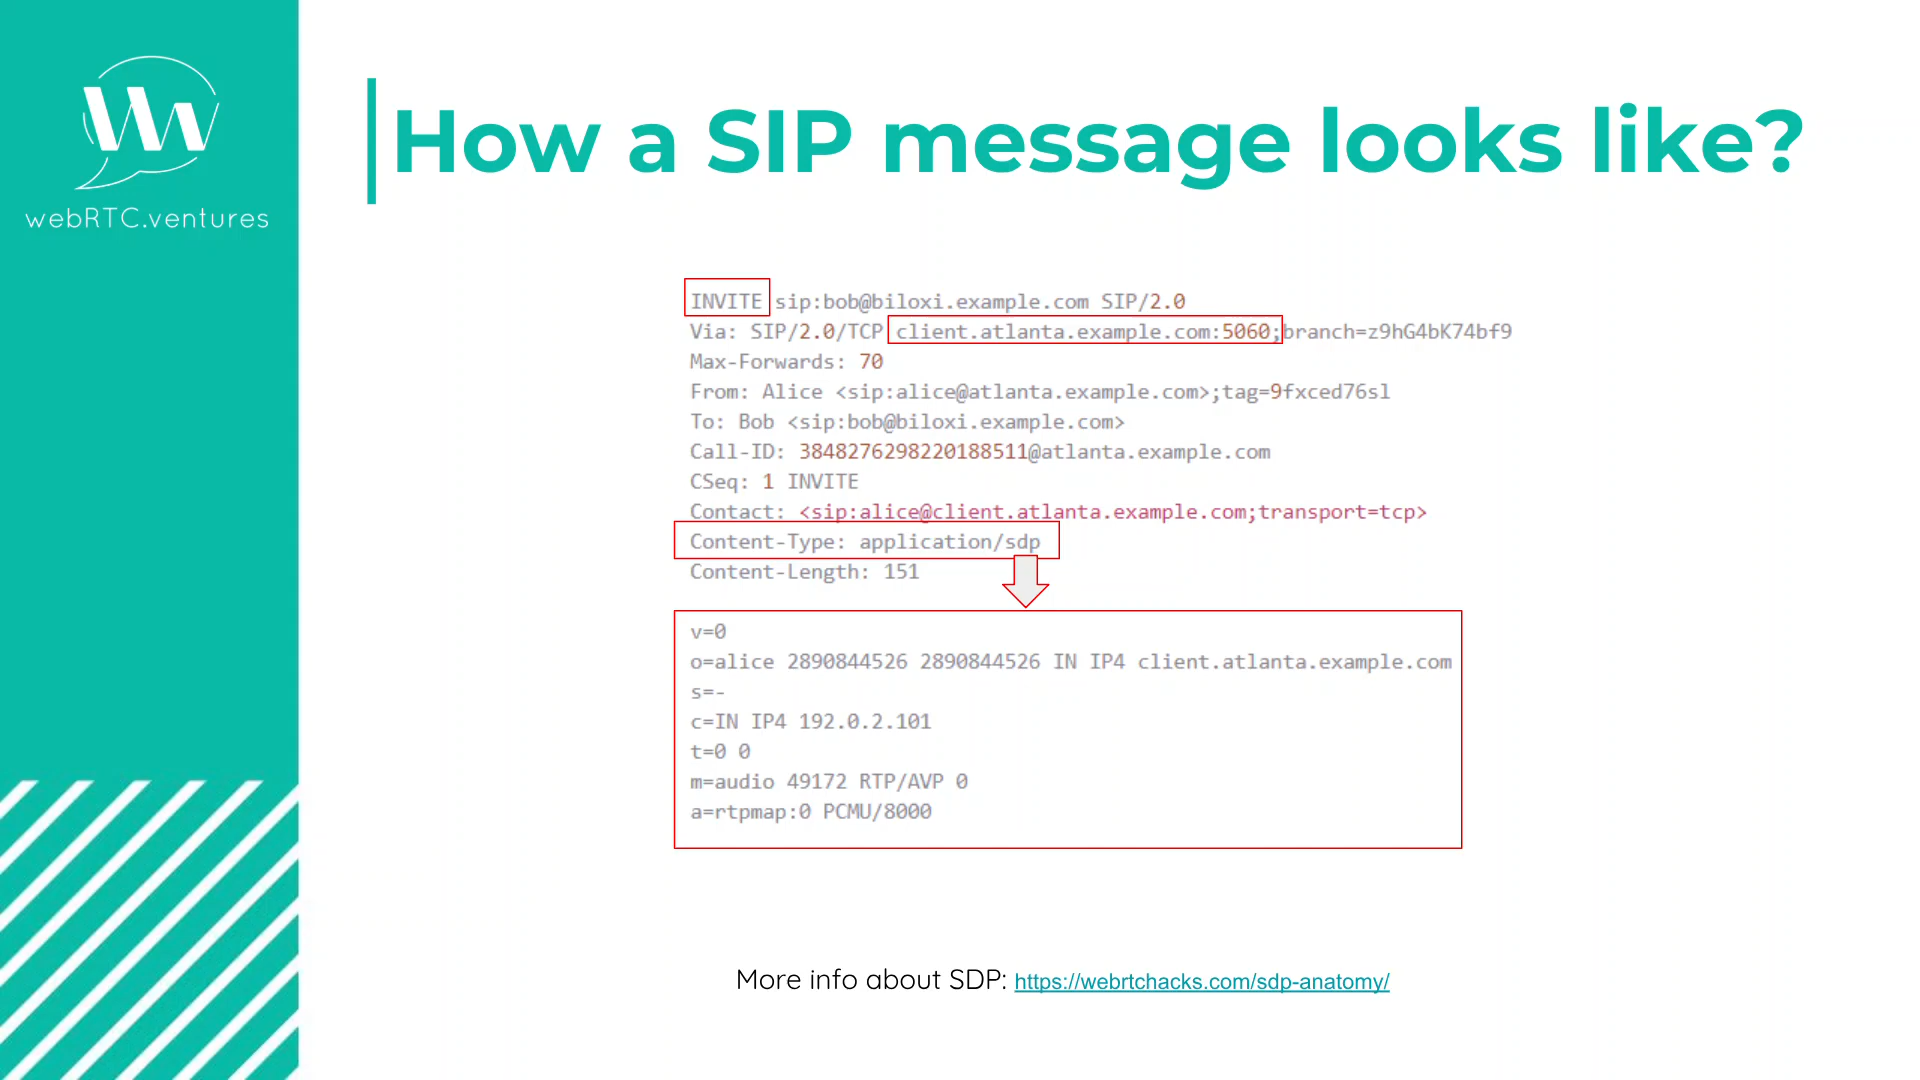 webRTC.ventures
How a SIP message looks like?
INVITE sip:bob@biloxi.example.com SIP/2.0
Via: SIP/2.0/TCP client.atlanta.example.com:5060;branch=z9hG4bK74bf9
Max-Forwards: 70
From: Alice <sip:alice@atlanta.example.com>;tag=9fxced76sl
To: Bob <sip:bob@biloxi.example.com>
Call-ID: 3848276298220188511@atlanta.example.com
CSeq: 1 INVITE
Contact: <sip:alice@client.atlanta.example.com;transport=tcp>
Content-Type: application/sdp
Content-Length: 151
v=0
o=alice 2890844526 2890844526 IN IP4 client.atlanta.example.com
s=-
c=IN IP4 192.0.2.101
t=0 0
m=audio 49172 RTP/AVP 0
a=rtpmap:0 PCMU/8000
More info about SDP: https://webrtchacks.com/sdp-anatomy/